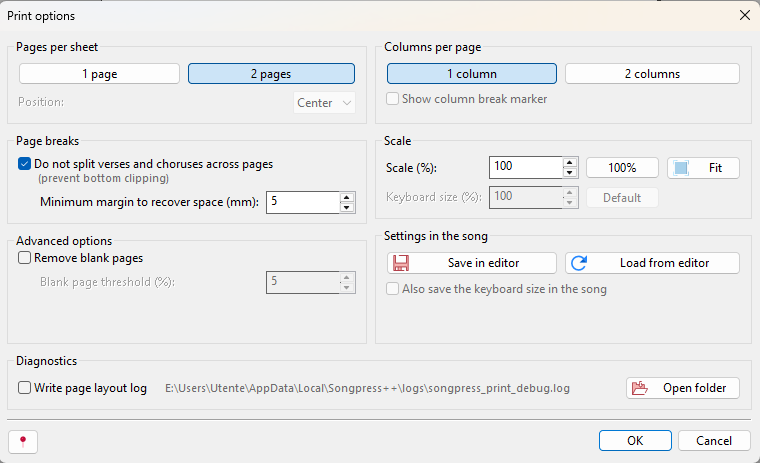 Print options
Pages per sheet
1 page
2 pages
Position:
Center
Columns per page
1 column
2 columns
Show column break marker
Page breaks
Do not split verses and choruses across pages
(prevent bottom clipping)
Minimum margin to recover space (mm):
5
Scale
Scale (%):
100
100%
Fit
Keyboard size (%):
100
Default
Advanced options
Remove blank pages
Blank page threshold (%):
5
Settings in the song
Save in editor
Load from editor
Also save the keyboard size in the song
Diagnostics
Write page layout log
E:\Users\Utente\AppData\Local\Songpress++\logs\songpress_print_debug.log
Open folder
OK
Cancel